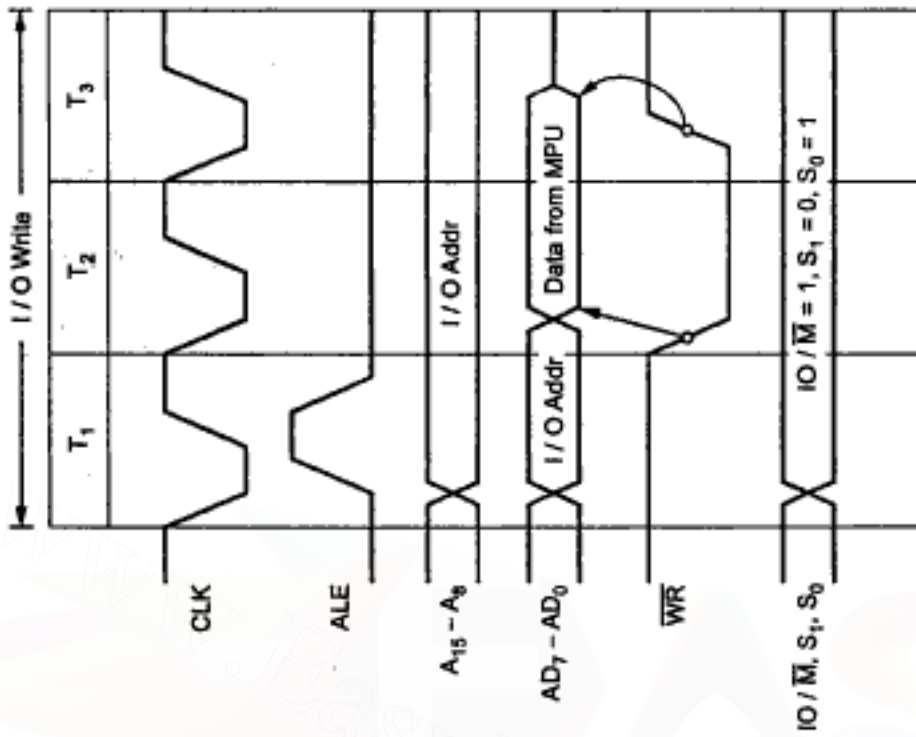 I / O Write
T₁ T₂ T₃
CLK
ALE
A₁₅ – A₈ I / O Addr
AD₇ – AD₀ I / O Addr Data from MPU
W̅R̅
IO / M̅, S₁, S₀ IO / M̅ = 1, S₁ = 0, S₀ = 1